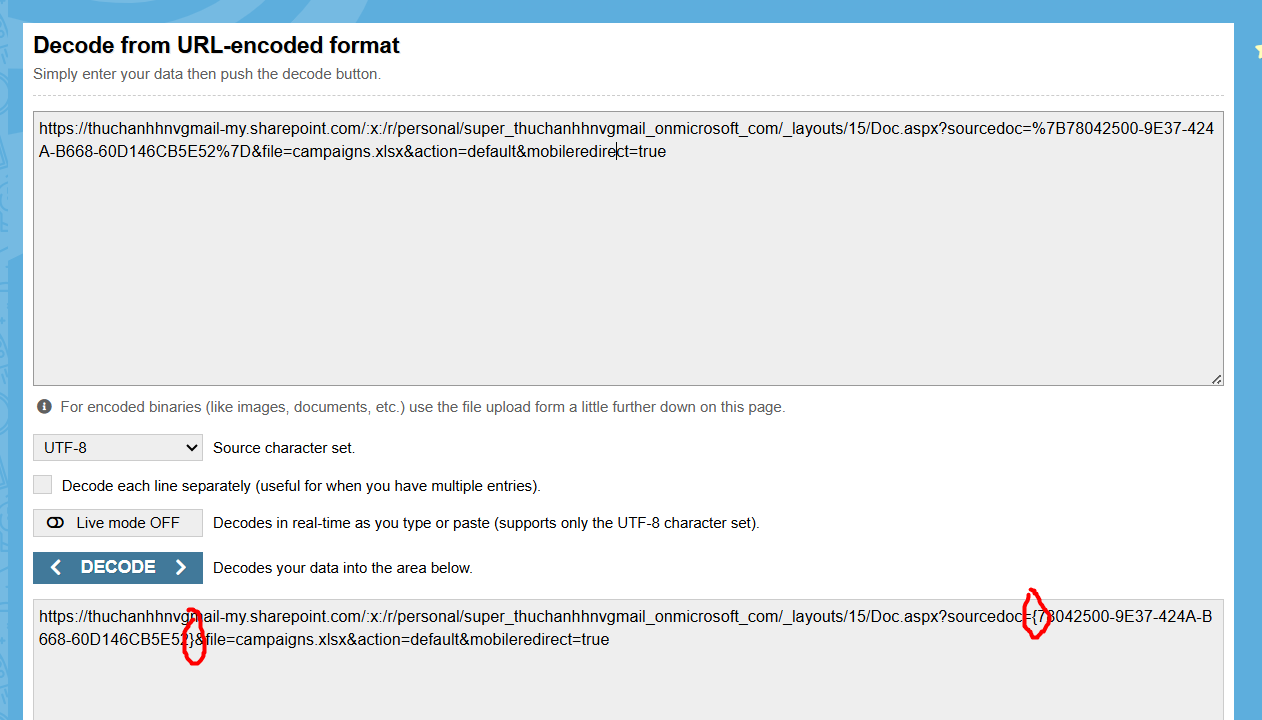 Decode from URL-encoded format
Simply enter your data then push the decode button.
https://thuchanhhnvgmail-my.sharepoint.com/:x:/r/personal/super_thuchanhhnvgmail_onmicrosoft_com/_layouts/15/Doc.aspx?sourcedoc=%7B78042500-9E37-424
A-B668-60D146CB5E52%7D&file=campaigns.xlsx&action=default&mobileredirect=true
For encoded binaries (like images, documents, etc.) use the file upload form a little further down on this page.
UTF-8 Source character set.
Decode each line separately (useful for when you have multiple entries).
Live mode OFF Decodes in real-time as you type or paste (supports only the UTF-8 character set).
DECODE Decodes your data into the area below.
https://thuchanhhnvgmail-my.sharepoint.com/:x:/r/personal/super_thuchanhhnvgmail_onmicrosoft_com/_layouts/15/Doc.aspx?sourcedoc={78042500-9E37-424A-B
668-60D146CB5E52}&file=campaigns.xlsx&action=default&mobileredirect=true